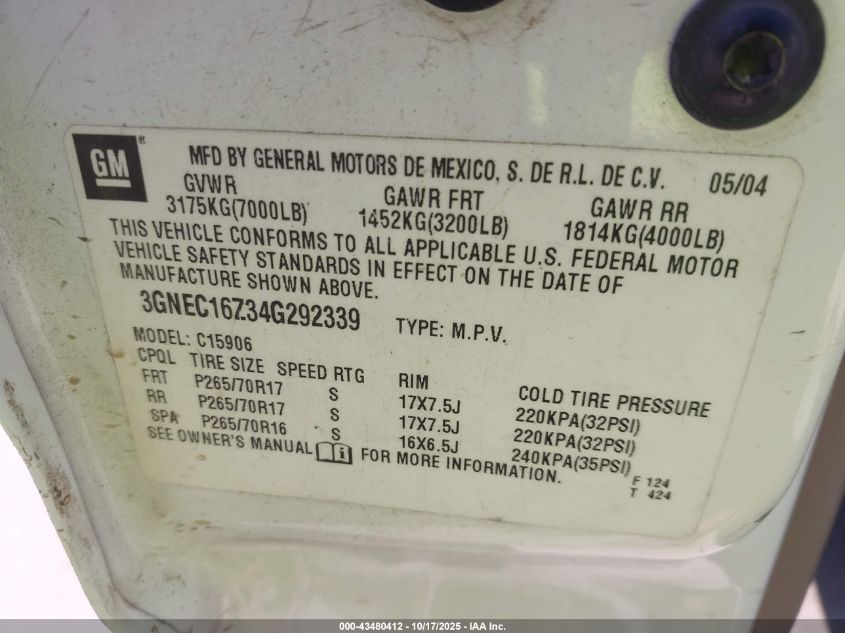 GM
MFD BY GENERAL MOTORS DE MEXICO, S. DE R.L. DE C.V. 05/04
GVWR GAWR FRT GAWR RR
3175KG(7000LB) 1452KG(3200LB) 1814KG(4000LB)
THIS VEHICLE CONFORMS TO ALL APPLICABLE U.S. FEDERAL MOTOR
VEHICLE SAFETY STANDARDS IN EFFECT ON THE DATE OF
MANUFACTURE SHOWN ABOVE.
3GNEC16Z34G292339 TYPE: M.P.V.
MODEL: C15906
CPQL TIRE SIZE SPEED RTG RIM COLD TIRE PRESSURE
FRT P265/70R17 S 17X7.5J 220KPA(32PSI)
RR P265/70R17 S 17X7.5J 220KPA(32PSI)
SPA P265/70R16 S 16X6.5J 240KPA(35PSI)
SEE OWNER'S MANUAL i FOR MORE INFORMATION.
F 124
T 424
000-43480412 - 10/17/2025 - IAA Inc.